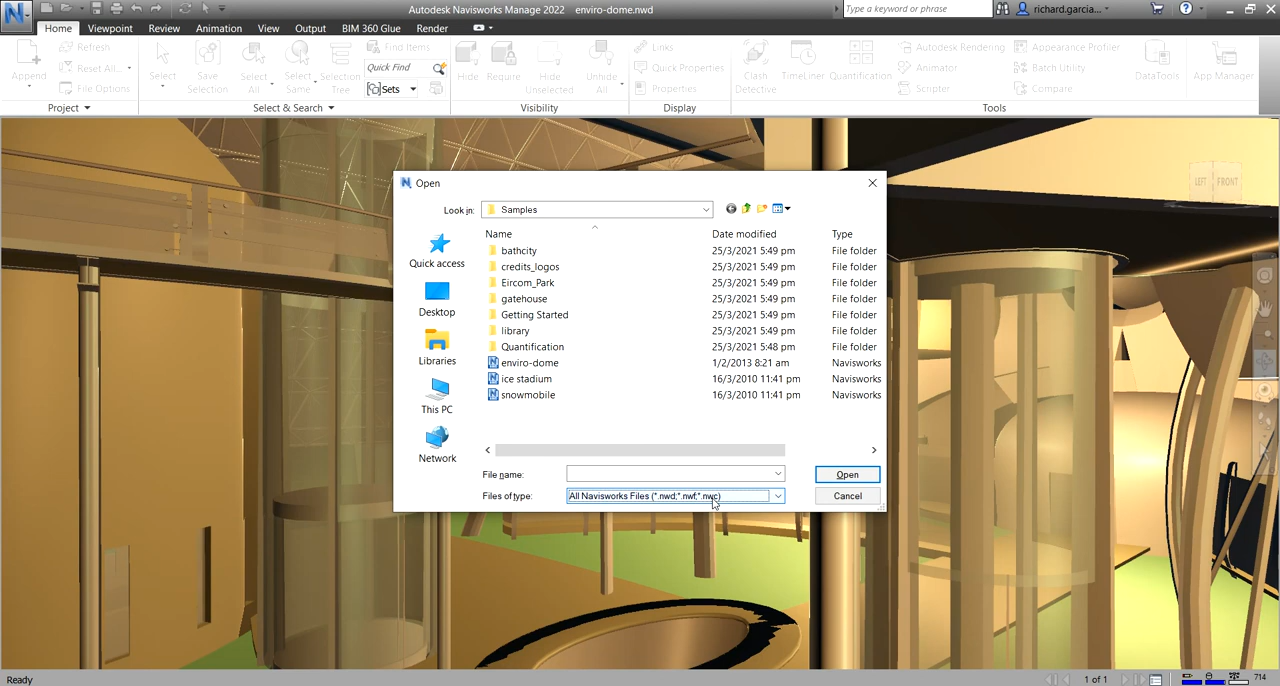 Autodesk Navisworks Manage 2022 enviro-dome.nwd
Type a keyword or phrase
richard.garcia...
Home Viewpoint Review Animation View Output BIM 360 Glue Render
Append
Refresh
Reset All...
File Options
Project
Select
Save Selection
Select All
Select Same
Selection Tree
Find Items
Quick Find
Sets
Select & Search
Hide
Require
Hide Unselected
Unhide All
Visibility
Links
Quick Properties
Properties
Display
Clash Detective
TimeLiner
Quantification
Autodesk Rendering
Animator
Scripter
Appearance Profiler
Batch Utility
Compare
DataTools
App Manager
Tools
LEFT FRONT
Open
Look in: Samples
Name Date modified Type
bathcity 25/3/2021 5:49 pm File folder
credits_logos 25/3/2021 5:49 pm File folder
Eircom_Park 25/3/2021 5:49 pm File folder
gatehouse 25/3/2021 5:49 pm File folder
Getting Started 25/3/2021 5:49 pm File folder
library 25/3/2021 5:49 pm File folder
Quantification 25/3/2021 5:48 pm File folder
enviro-dome 1/2/2013 8:21 am Navisworks
ice stadium 16/3/2010 11:41 pm Navisworks
snowmobile 16/3/2010 11:41 pm Navisworks
Quick access
Desktop
Libraries
This PC
Network
File name:
Open
Files of type: All Navisworks Files (*.nwd;*.nwf;*.nwc)
Cancel
Ready
1 of 1
714